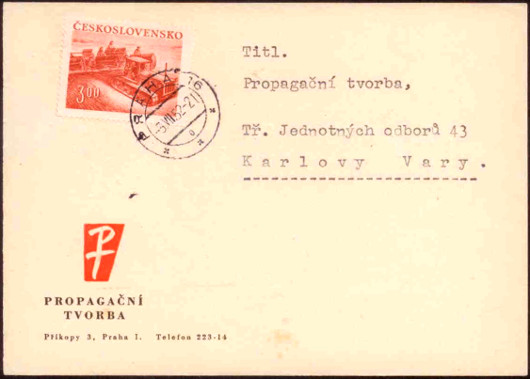 ČESKOSLOVENSKO
3,00
PRAHA 16
Titl.
Propagační tvorba,
Tř. Jednotných odborů 43
Karlovy Vary.
PROPAGAČNÍ
TVORBA
Příkopy 3, Praha I. Telefon 223-14